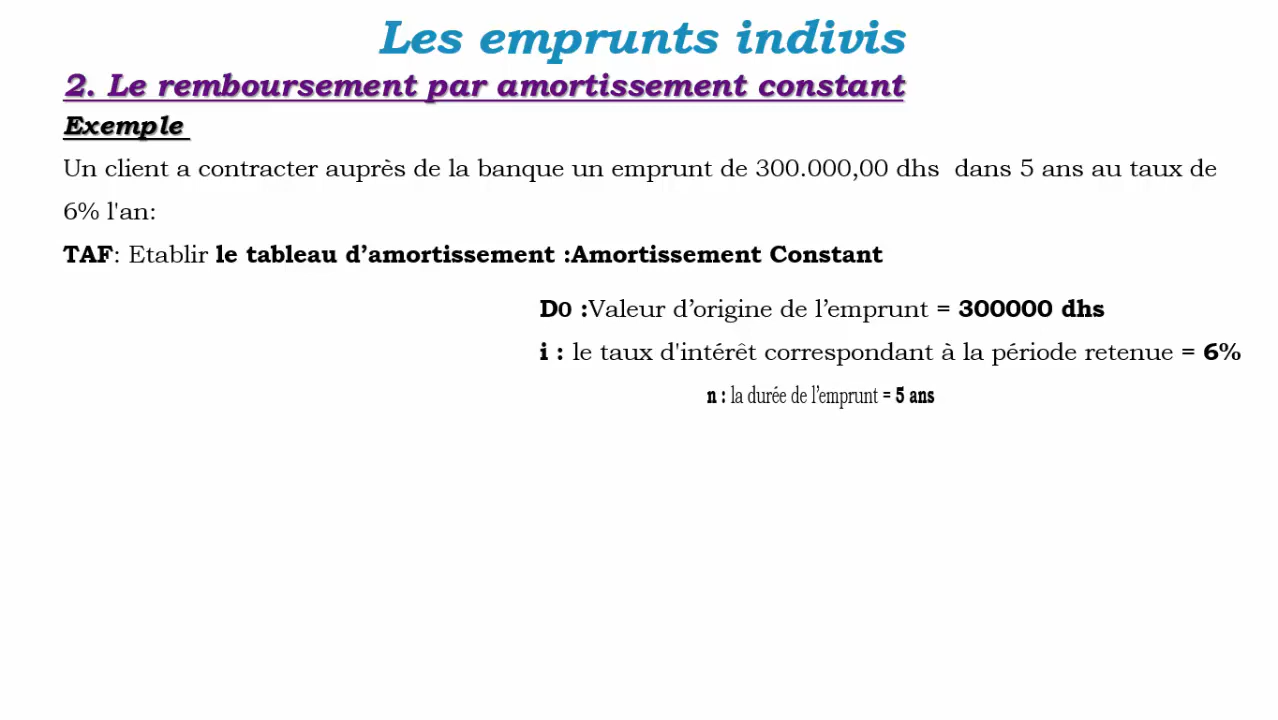 Les emprunts indivis
2. Le remboursement par amortissement constant
Exemple
Un client a contracter auprès de la banque un emprunt de 300.000,00 dhs  dans 5 ans au taux de
6% l'an:
TAF: Etablir le tableau d’amortissement :Amortissement Constant
D0 :Valeur d’origine de l’emprunt = 300000 dhs
i : le taux d'intérêt correspondant à la période retenue = 6%
n : la durée de l’emprunt = 5 ans